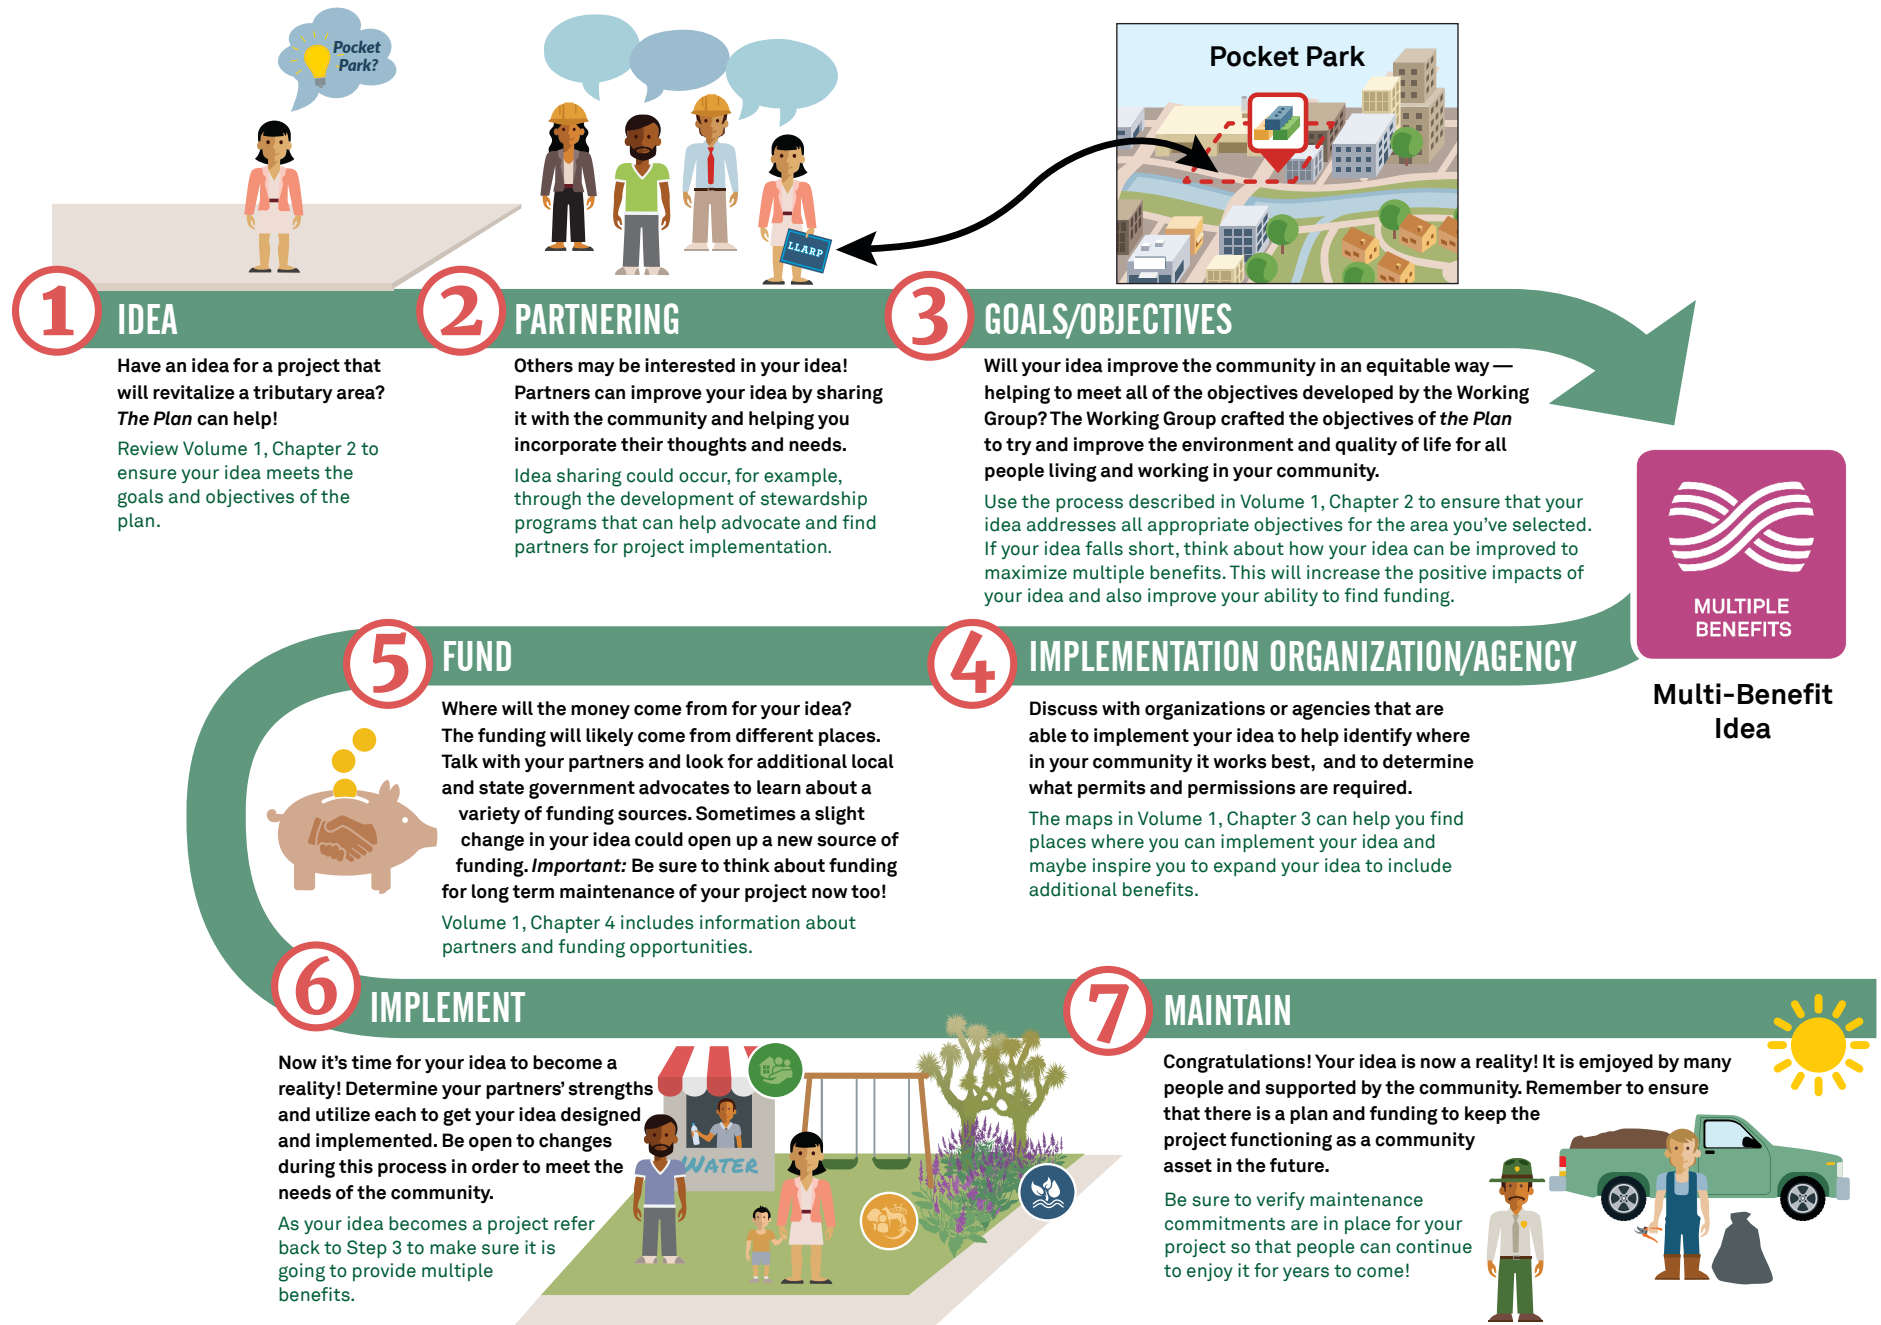 Pocket
Park?
Pocket Park
LLARP
1
IDEA
Have an idea for a project that
will revitalize a tributary area?
The Plan can help!
Review Volume 1, Chapter 2 to
ensure your idea meets the
goals and objectives of the
plan.
2
PARTNERING
Others may be interested in your idea!
Partners can improve your idea by sharing
it with the community and helping you
incorporate their thoughts and needs.
Idea sharing could occur, for example,
through the development of stewardship
programs that can help advocate and find
partners for project implementation.
3
GOALS/OBJECTIVES
Will your idea improve the community in an equitable way —
helping to meet all of the objectives developed by the Working
Group? The Working Group crafted the objectives of the Plan
to try and improve the environment and quality of life for all
people living and working in your community.
Use the process described in Volume 1, Chapter 2 to ensure that your
idea addresses all appropriate objectives for the area you've selected.
If your idea falls short, think about how your idea can be improved to
maximize multiple benefits. This will increase the positive impacts of
your idea and also improve your ability to find funding.
MULTIPLE
BENEFITS
Multi-Benefit
Idea
4
IMPLEMENTATION ORGANIZATION/AGENCY
Discuss with organizations or agencies that are
able to implement your idea to help identify where
in your community it works best, and to determine
what permits and permissions are required.
The maps in Volume 1, Chapter 3 can help you find
places where you can implement your idea and
maybe inspire you to expand your idea to include
additional benefits.
5
FUND
Where will the money come from for your idea?
The funding will likely come from different places.
Talk with your partners and look for additional local
and state government advocates to learn about a
variety of funding sources. Sometimes a slight
change in your idea could open up a new source of
funding. Important: Be sure to think about funding
for long term maintenance of your project now too!
Volume 1, Chapter 4 includes information about
partners and funding opportunities.
6
IMPLEMENT
Now it's time for your idea to become a
reality! Determine your partners' strengths
and utilize each to get your idea designed
and implemented. Be open to changes
during this process in order to meet the
needs of the community.
As your idea becomes a project refer
back to Step 3 to make sure it is
going to provide multiple
benefits.
WATER
7
MAINTAIN
Congratulations! Your idea is now a reality! It is emjoyed by many
people and supported by the community. Remember to ensure
that there is a plan and funding to keep the
project functioning as a community
asset in the future.
Be sure to verify maintenance
commitments are in place for your
project so that people can continue
to enjoy it for years to come!